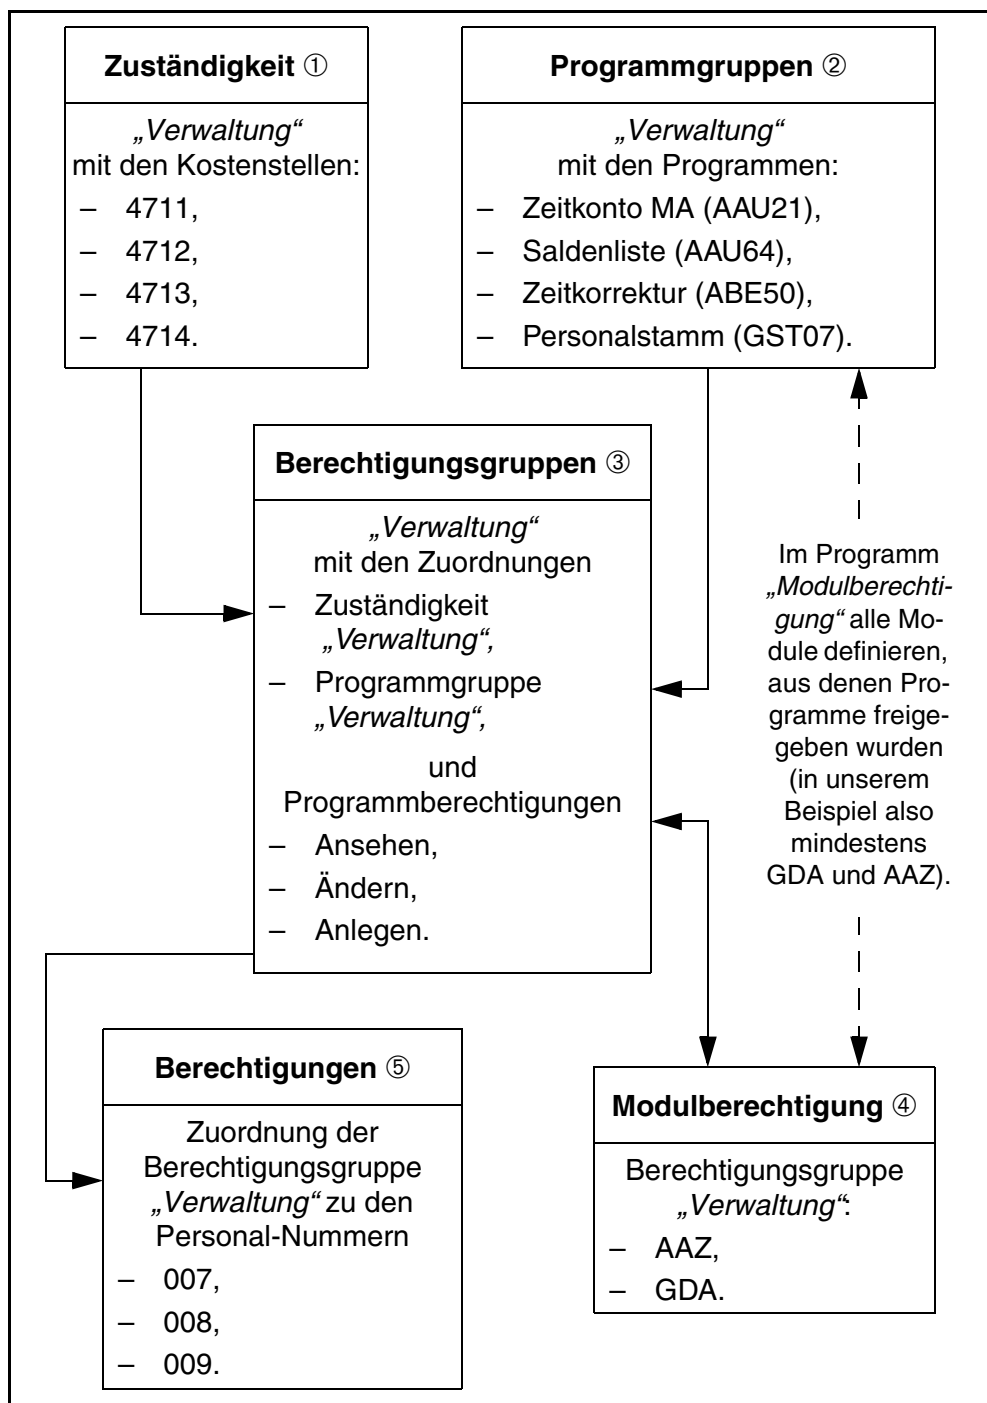 Zuständigkeit ①
„Verwaltung“
mit den Kostenstellen:
– 4711,
– 4712,
– 4713,
– 4714.
Programmgruppen ②
„Verwaltung“
mit den Programmen:
– Zeitkonto MA (AAU21),
– Saldenliste (AAU64),
– Zeitkorrektur (ABE50),
– Personalstamm (GST07).
Berechtigungsgruppen ③
„Verwaltung“
mit den Zuordnungen
– Zuständigkeit
„Verwaltung“,
– Programmgruppe
„Verwaltung“,
und
Programmberechtigungen
– Ansehen,
– Ändern,
– Anlegen.
Im Programm
„Modulberechti-
gung“ alle Mo-
dule definieren,
aus denen Pro-
gramme freige-
geben wurden
(in unserem
Beispiel also
mindestens
GDA und AAZ).
Berechtigungen ⑤
Zuordnung der
Berechtigungsgruppe
„Verwaltung“ zu den
Personal-Nummern
– 007,
– 008,
– 009.
Modulberechtigung ④
Berechtigungsgruppe
„Verwaltung“:
– AAZ,
– GDA.